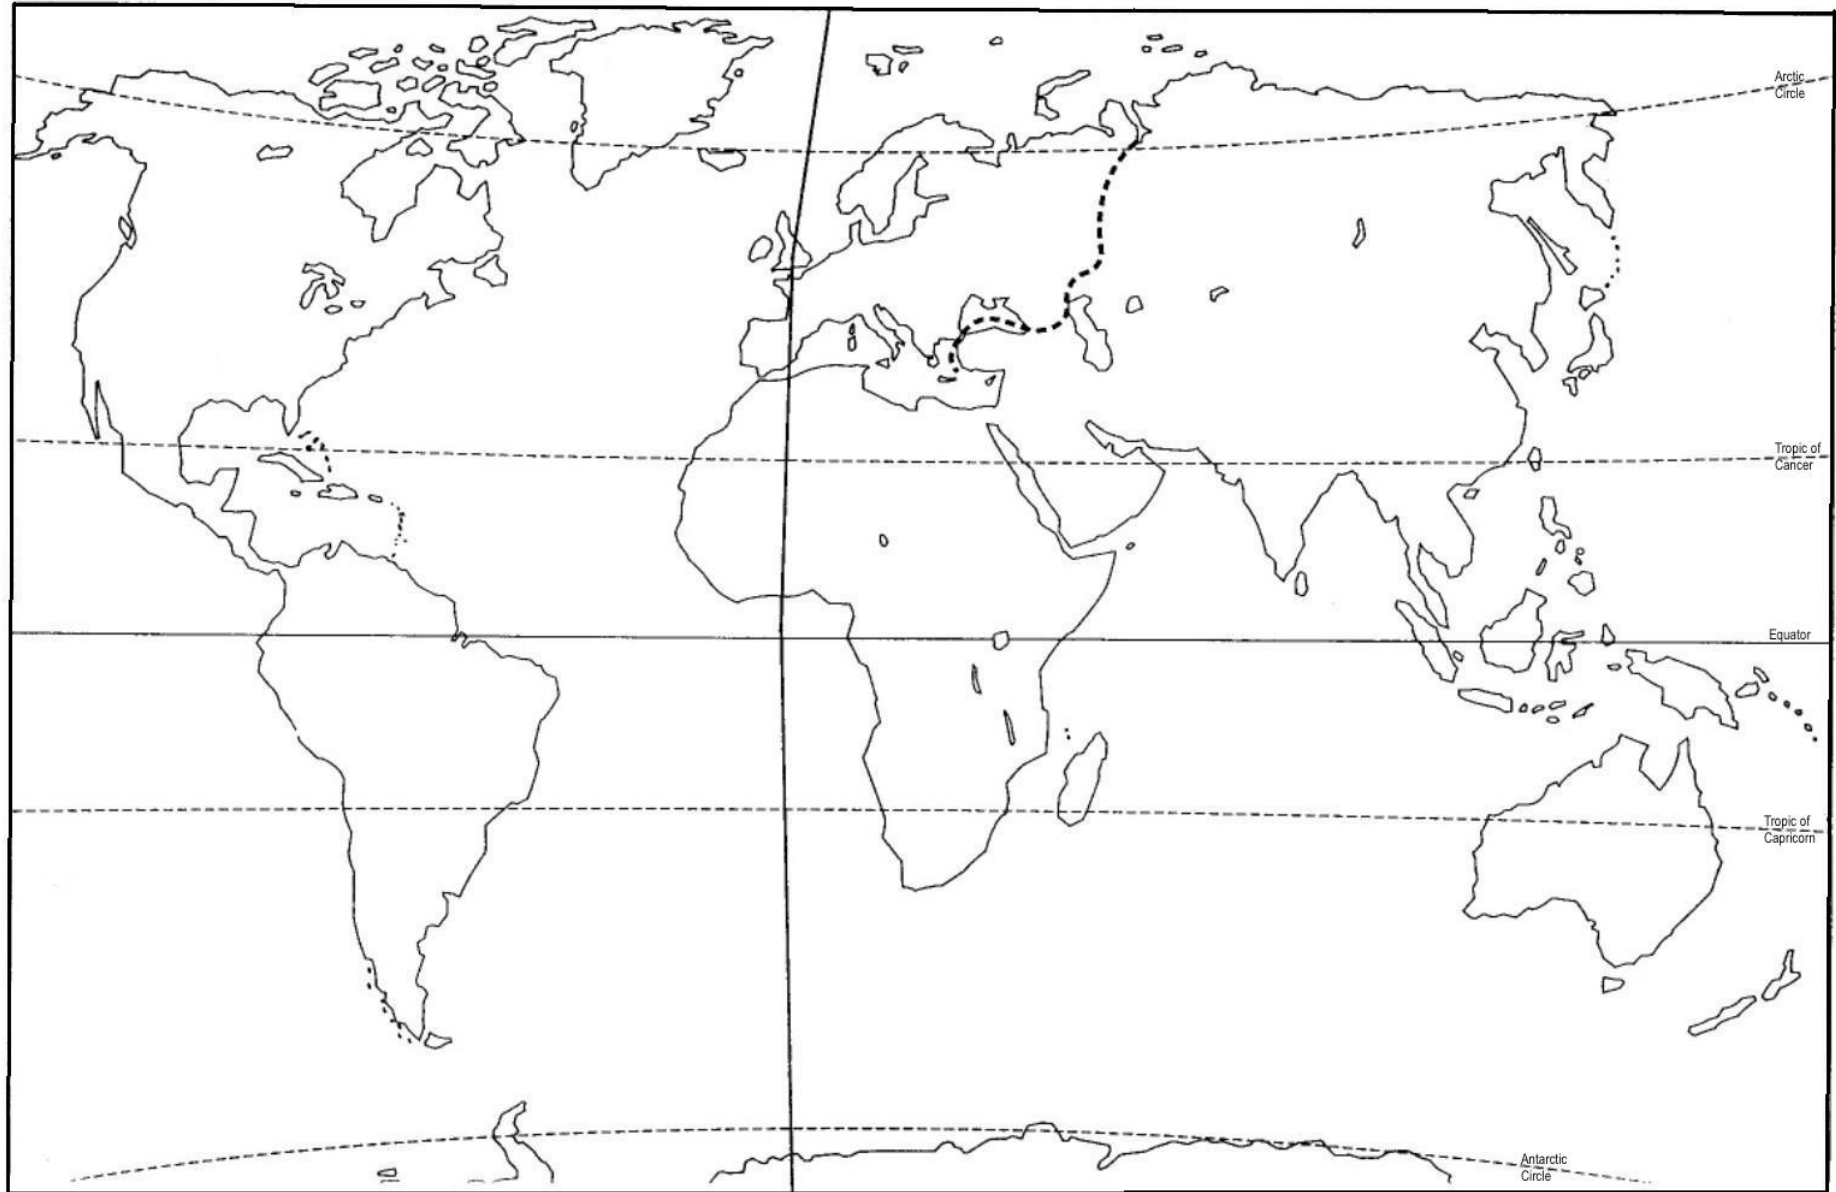 Arctic
Circle
Tropic of
Cancer
Equator
Tropic of
Capricorn
Antarctic
Circle